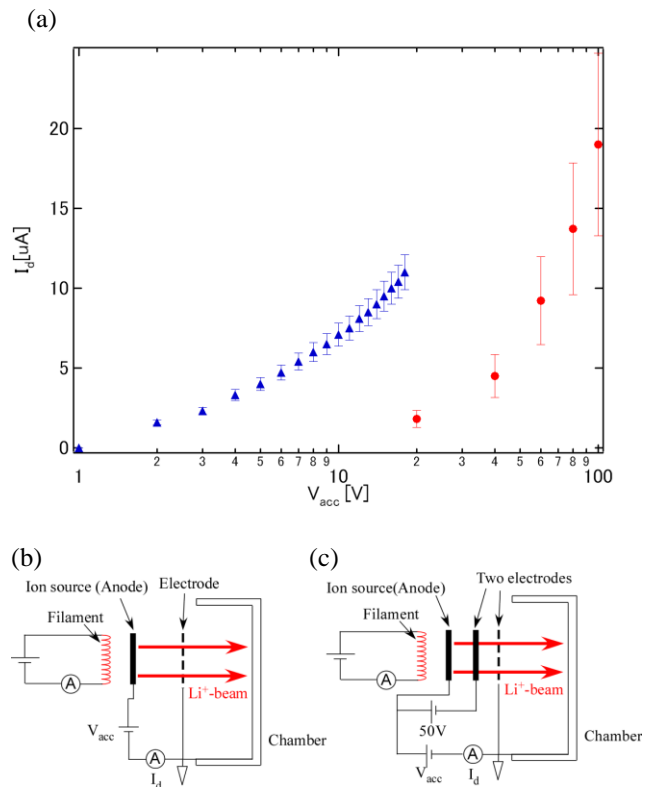 (a)
20
15
10
5
0
I_d[uA]
2 3 4 5 6 7 8 9 2 3 4 5 6 7 8 9
1 10 100
V_acc [V]
(b)
Ion source (Anode) Electrode
Filament
A
Li⁺-beam
V_acc
A
I_d
Chamber
(c)
Ion source(Anode) Two electrodes
Filament
A
Li⁺-beam
50V
A
V_acc I_d
Chamber